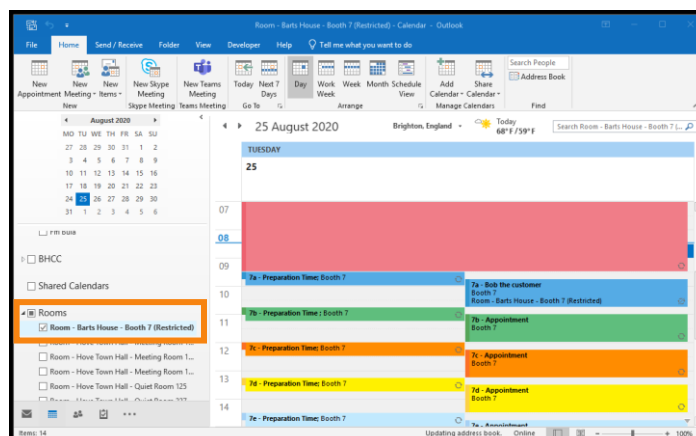 Room - Barts House - Booth 7 (Restricted) - Calendar - Outlook
File Home Send / Receive Folder View Developer Help Tell me what you want to do
New Appointment
New Meeting
New Items
New Skype Meeting
New Teams Meeting
Today
Next 7 Days
Day
Work Week
Week
Month
Schedule View
Add Calendar
Share Calendar
Search People
Address Book
New Skype Meeting Teams Meeting Go To Arrange Manage Calendars Find
August 2020
MO TU WE TH FR SA SU
27 28 29 30 31 1 2
3 4 5 6 7 8 9
10 11 12 13 14 15 16
17 18 19 20 21 22 23
24 25 26 27 28 29 30
31 1 2 3 4 5 6
BHCC
Shared Calendars
Rooms
Room - Barts House - Booth 7 (Restricted)
Room - Hove Town Hall - Meeting Room 1...
Room - Hove Town Hall - Quiet Room 125
25 August 2020
Brighton, England
Today
68°F/59°F
Search Room - Barts House - Booth 7 (...
TUESDAY
25
07
08
09
7a - Preparation Time; Booth 7
7a - Bob the customer
Booth 7
Room - Barts House - Booth 7 (Restricted)
10
7b - Preparation Time ; Booth 7
7b - Appointment
Booth 7
11
7c - Preparation Time; Booth 7
7c - Appointment
Booth 7
12
13
7d - Preparation Time; Booth 7
7d - Appointment
Booth 7
14
7e - Preparation Time; Booth 7
7e - Appointment
Items: 14
Updating address book. Online 100%